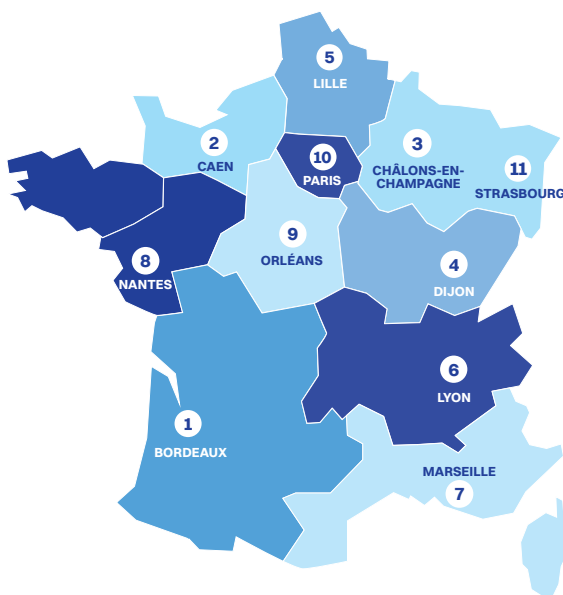 5
LILLE
2
CAEN
10
PARIS
3
CHÂLONS-EN-
CHAMPAGNE
11
STRASBOURG
8
NANTES
9
ORLÉANS
4
DIJON
6
LYON
1
BORDEAUX
MARSEILLE
7